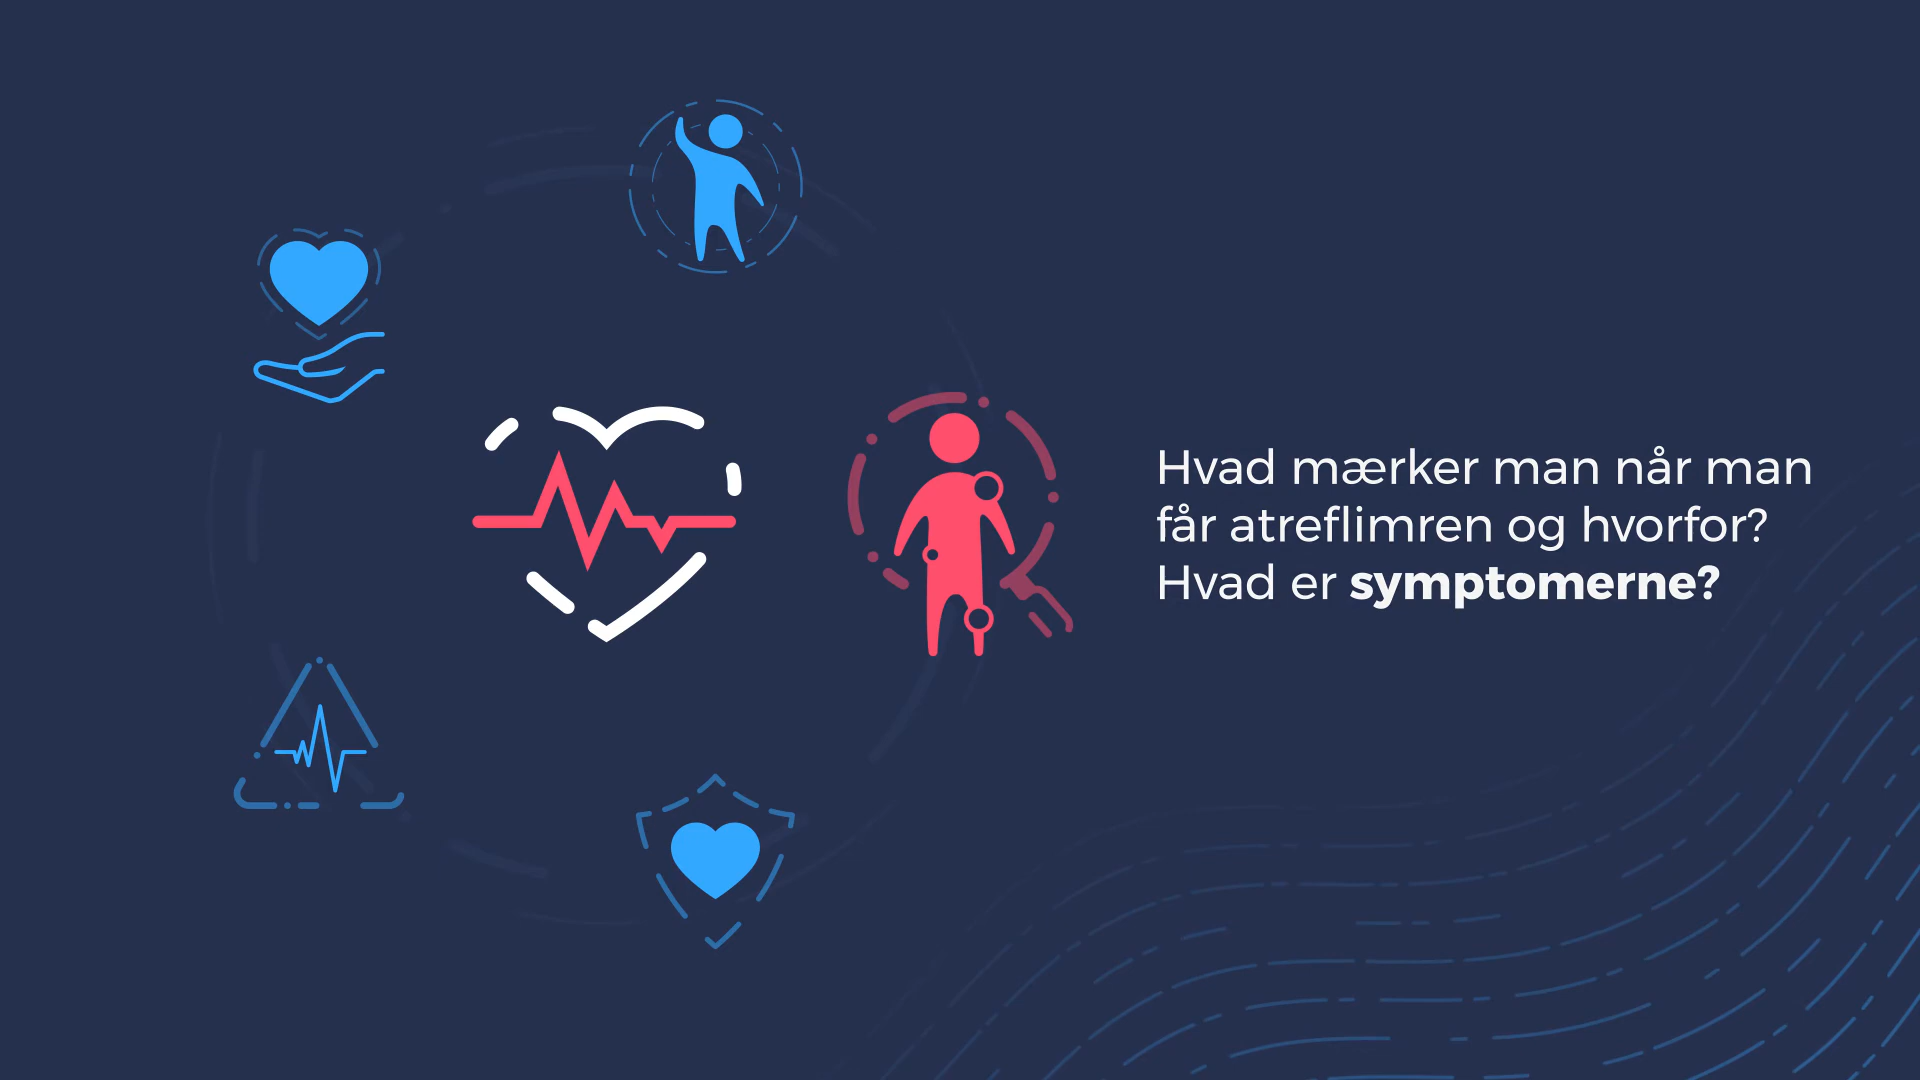 Hvad mærker man når man
får atreflimren og hvorfor?
Hvad er symptomerne?